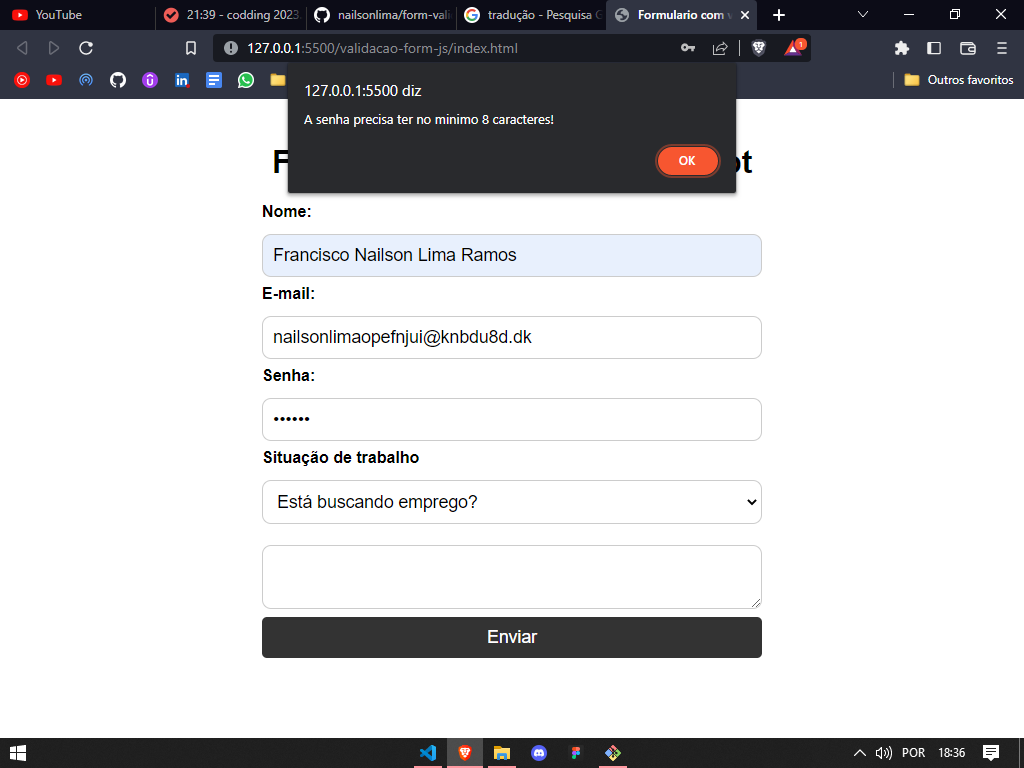 YouTube
21:39 - codding 2023
nailsonlima/form-vali
tradução - Pesquisa G
Formulario com v
127.0.0.1:5500/validacao-form-js/index.html
1
Outros favoritos
127.0.0.1:5500 diz
A senha precisa ter no minimo 8 caracteres!
OK
Nome:
Francisco Nailson Lima Ramos
E-mail:
nailsonlimaopefnjui@knbdu8d.dk
Senha:
••••••
Situação de trabalho
Está buscando emprego?
Enviar
POR
18:36